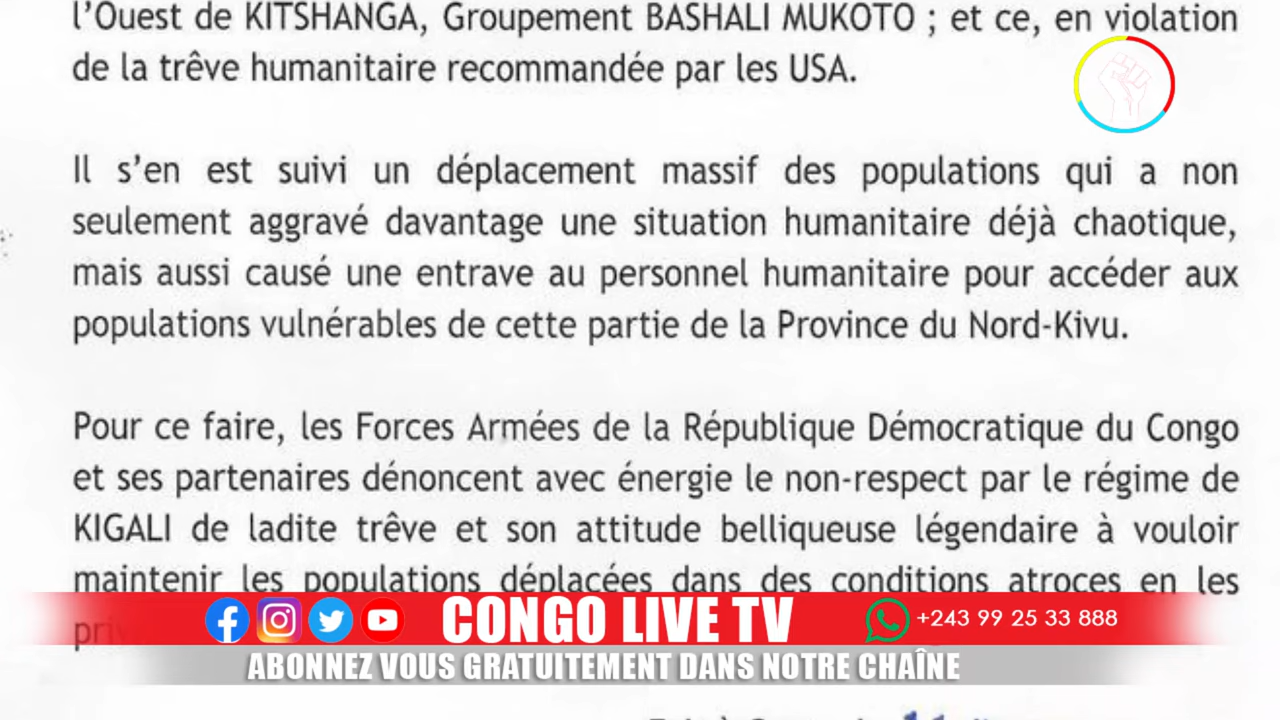 l’Ouest de KITSHANGA, Groupement BASHALI MUKOTO ; et ce, en violation
de la trêve humanitaire recommandée par les USA.
Il s’en est suivi un déplacement massif des populations qui a non
seulement aggravé davantage une situation humanitaire déjà chaotique,
mais aussi causé une entrave au personnel humanitaire pour accéder aux
populations vulnérables de cette partie de la Province du Nord-Kivu.
Pour ce faire, les Forces Armées de la République Démocratique du Congo
et ses partenaires dénoncent avec énergie le non-respect par le régime de
KIGALI de ladite trêve et son attitude belliqueuse légendaire à vouloir
maintenir les populations déplacées dans des conditions atroces en les
CONGO LIVE TV
+243 99 25 33 888
ABONNEZ VOUS GRATUITEMENT DANS NOTRE CHAÎNE